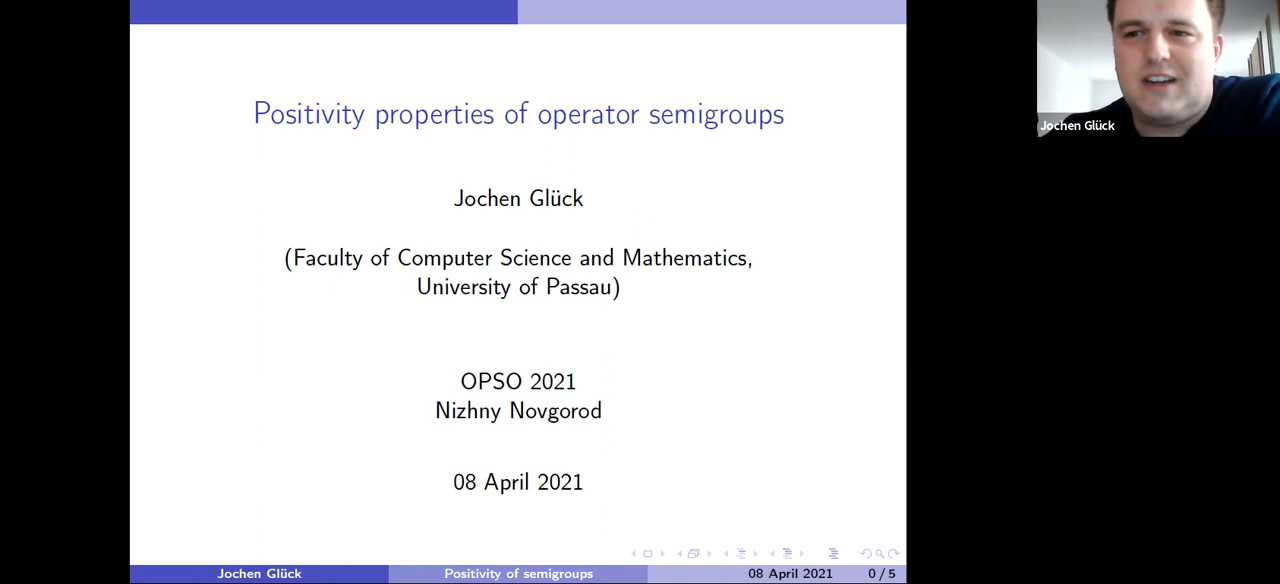 Positivity properties of operator semigroups
Jochen Glück
(Faculty of Computer Science and Mathematics,
University of Passau)
OPSO 2021
Nizhny Novgorod
08 April 2021
Jochen Glück
Positivity of semigroups
08 April 2021
0 / 5
Jochen Glück